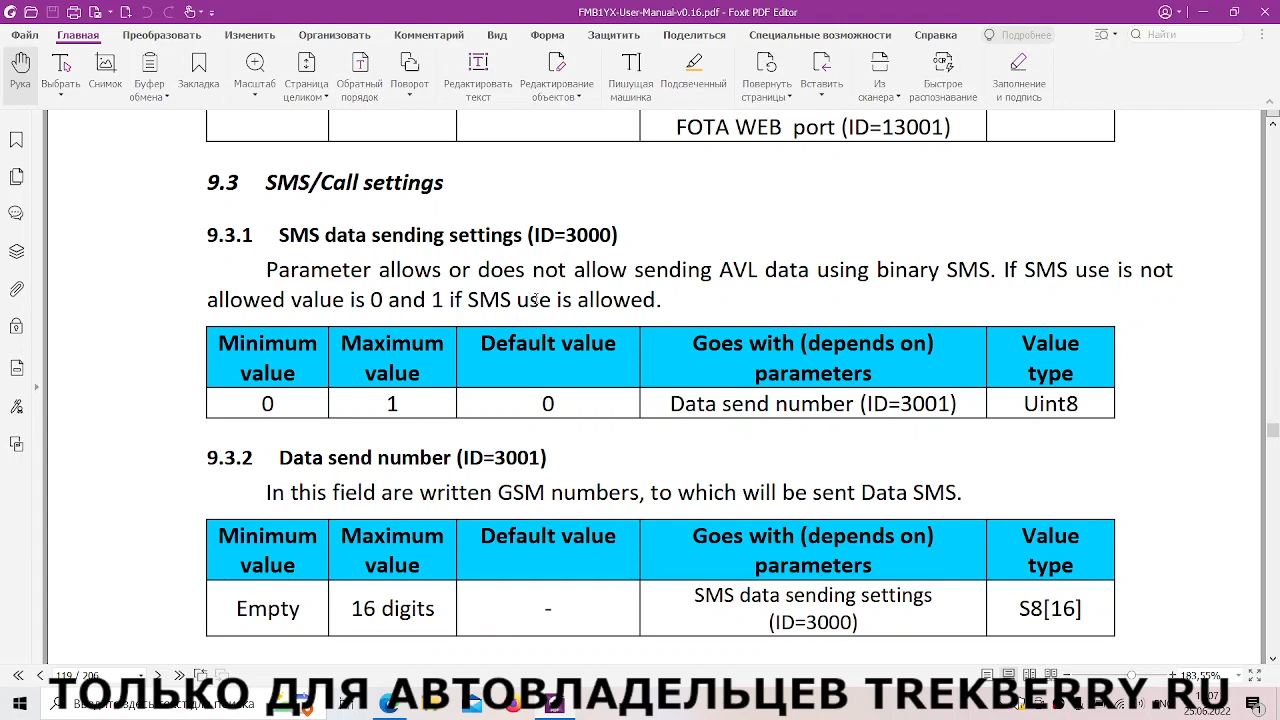 FMB1YX-User-Manual-v0.16.pdf - Foxit PDF Editor
Файл Главная Преобразовать Изменить Организовать Комментарий Вид Форма Защитить Поделиться Специальные возможности Справка Подробнее Найти
Рука Выбрать Снимок Буфер обмена Закладка Масштаб Страница целиком Обратный порядок Поворот Редактировать текст Редактирование объектов Пишущая машинка Подсвеченный Повернуть страницы Вставить Из сканера Быстрое распознавание Заполнение и подпись
FOTA WEB port (ID=13001)
9.3 SMS/Call settings
9.3.1 SMS data sending settings (ID=3000)
Parameter allows or does not allow sending AVL data using binary SMS. If SMS use is not
allowed value is 0 and 1 if SMS use is allowed.
Minimum value Maximum value Default value Goes with (depends on) parameters Value type
0 1 0 Data send number (ID=3001) Uint8
9.3.2 Data send number (ID=3001)
In this field are written GSM numbers, to which will be sent Data SMS.
Minimum value Maximum value Default value Goes with (depends on) parameters Value type
Empty 16 digits - SMS data sending settings (ID=3000) S8[16]
119 / 206 183.55%
ТОЛЬКО ДЛЯ АВТОВЛАДЕЛЬЦЕВ TREKBERRY RU
25.06.2022